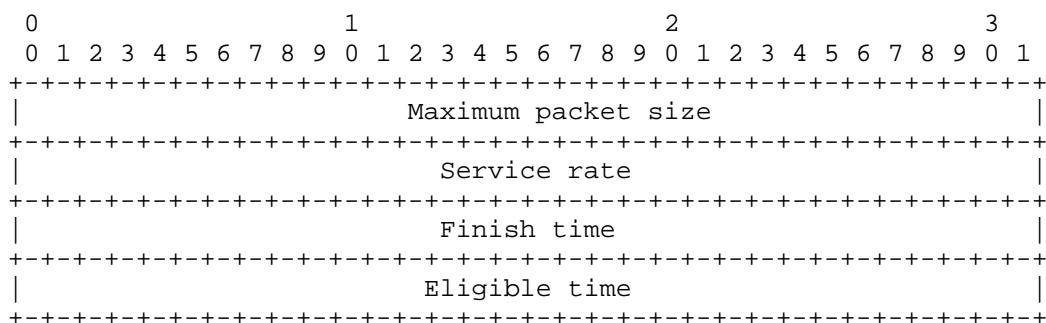 0                   1                   2                   3
 0 1 2 3 4 5 6 7 8 9 0 1 2 3 4 5 6 7 8 9 0 1 2 3 4 5 6 7 8 9 0 1
+-+-+-+-+-+-+-+-+-+-+-+-+-+-+-+-+-+-+-+-+-+-+-+-+-+-+-+-+-+-+-+-+
|                        Maximum packet size                    |
+-+-+-+-+-+-+-+-+-+-+-+-+-+-+-+-+-+-+-+-+-+-+-+-+-+-+-+-+-+-+-+-+
|                          Service rate                         |
+-+-+-+-+-+-+-+-+-+-+-+-+-+-+-+-+-+-+-+-+-+-+-+-+-+-+-+-+-+-+-+-+
|                          Finish time                          |
+-+-+-+-+-+-+-+-+-+-+-+-+-+-+-+-+-+-+-+-+-+-+-+-+-+-+-+-+-+-+-+-+
|                         Eligible time                         |
+-+-+-+-+-+-+-+-+-+-+-+-+-+-+-+-+-+-+-+-+-+-+-+-+-+-+-+-+-+-+-+-+